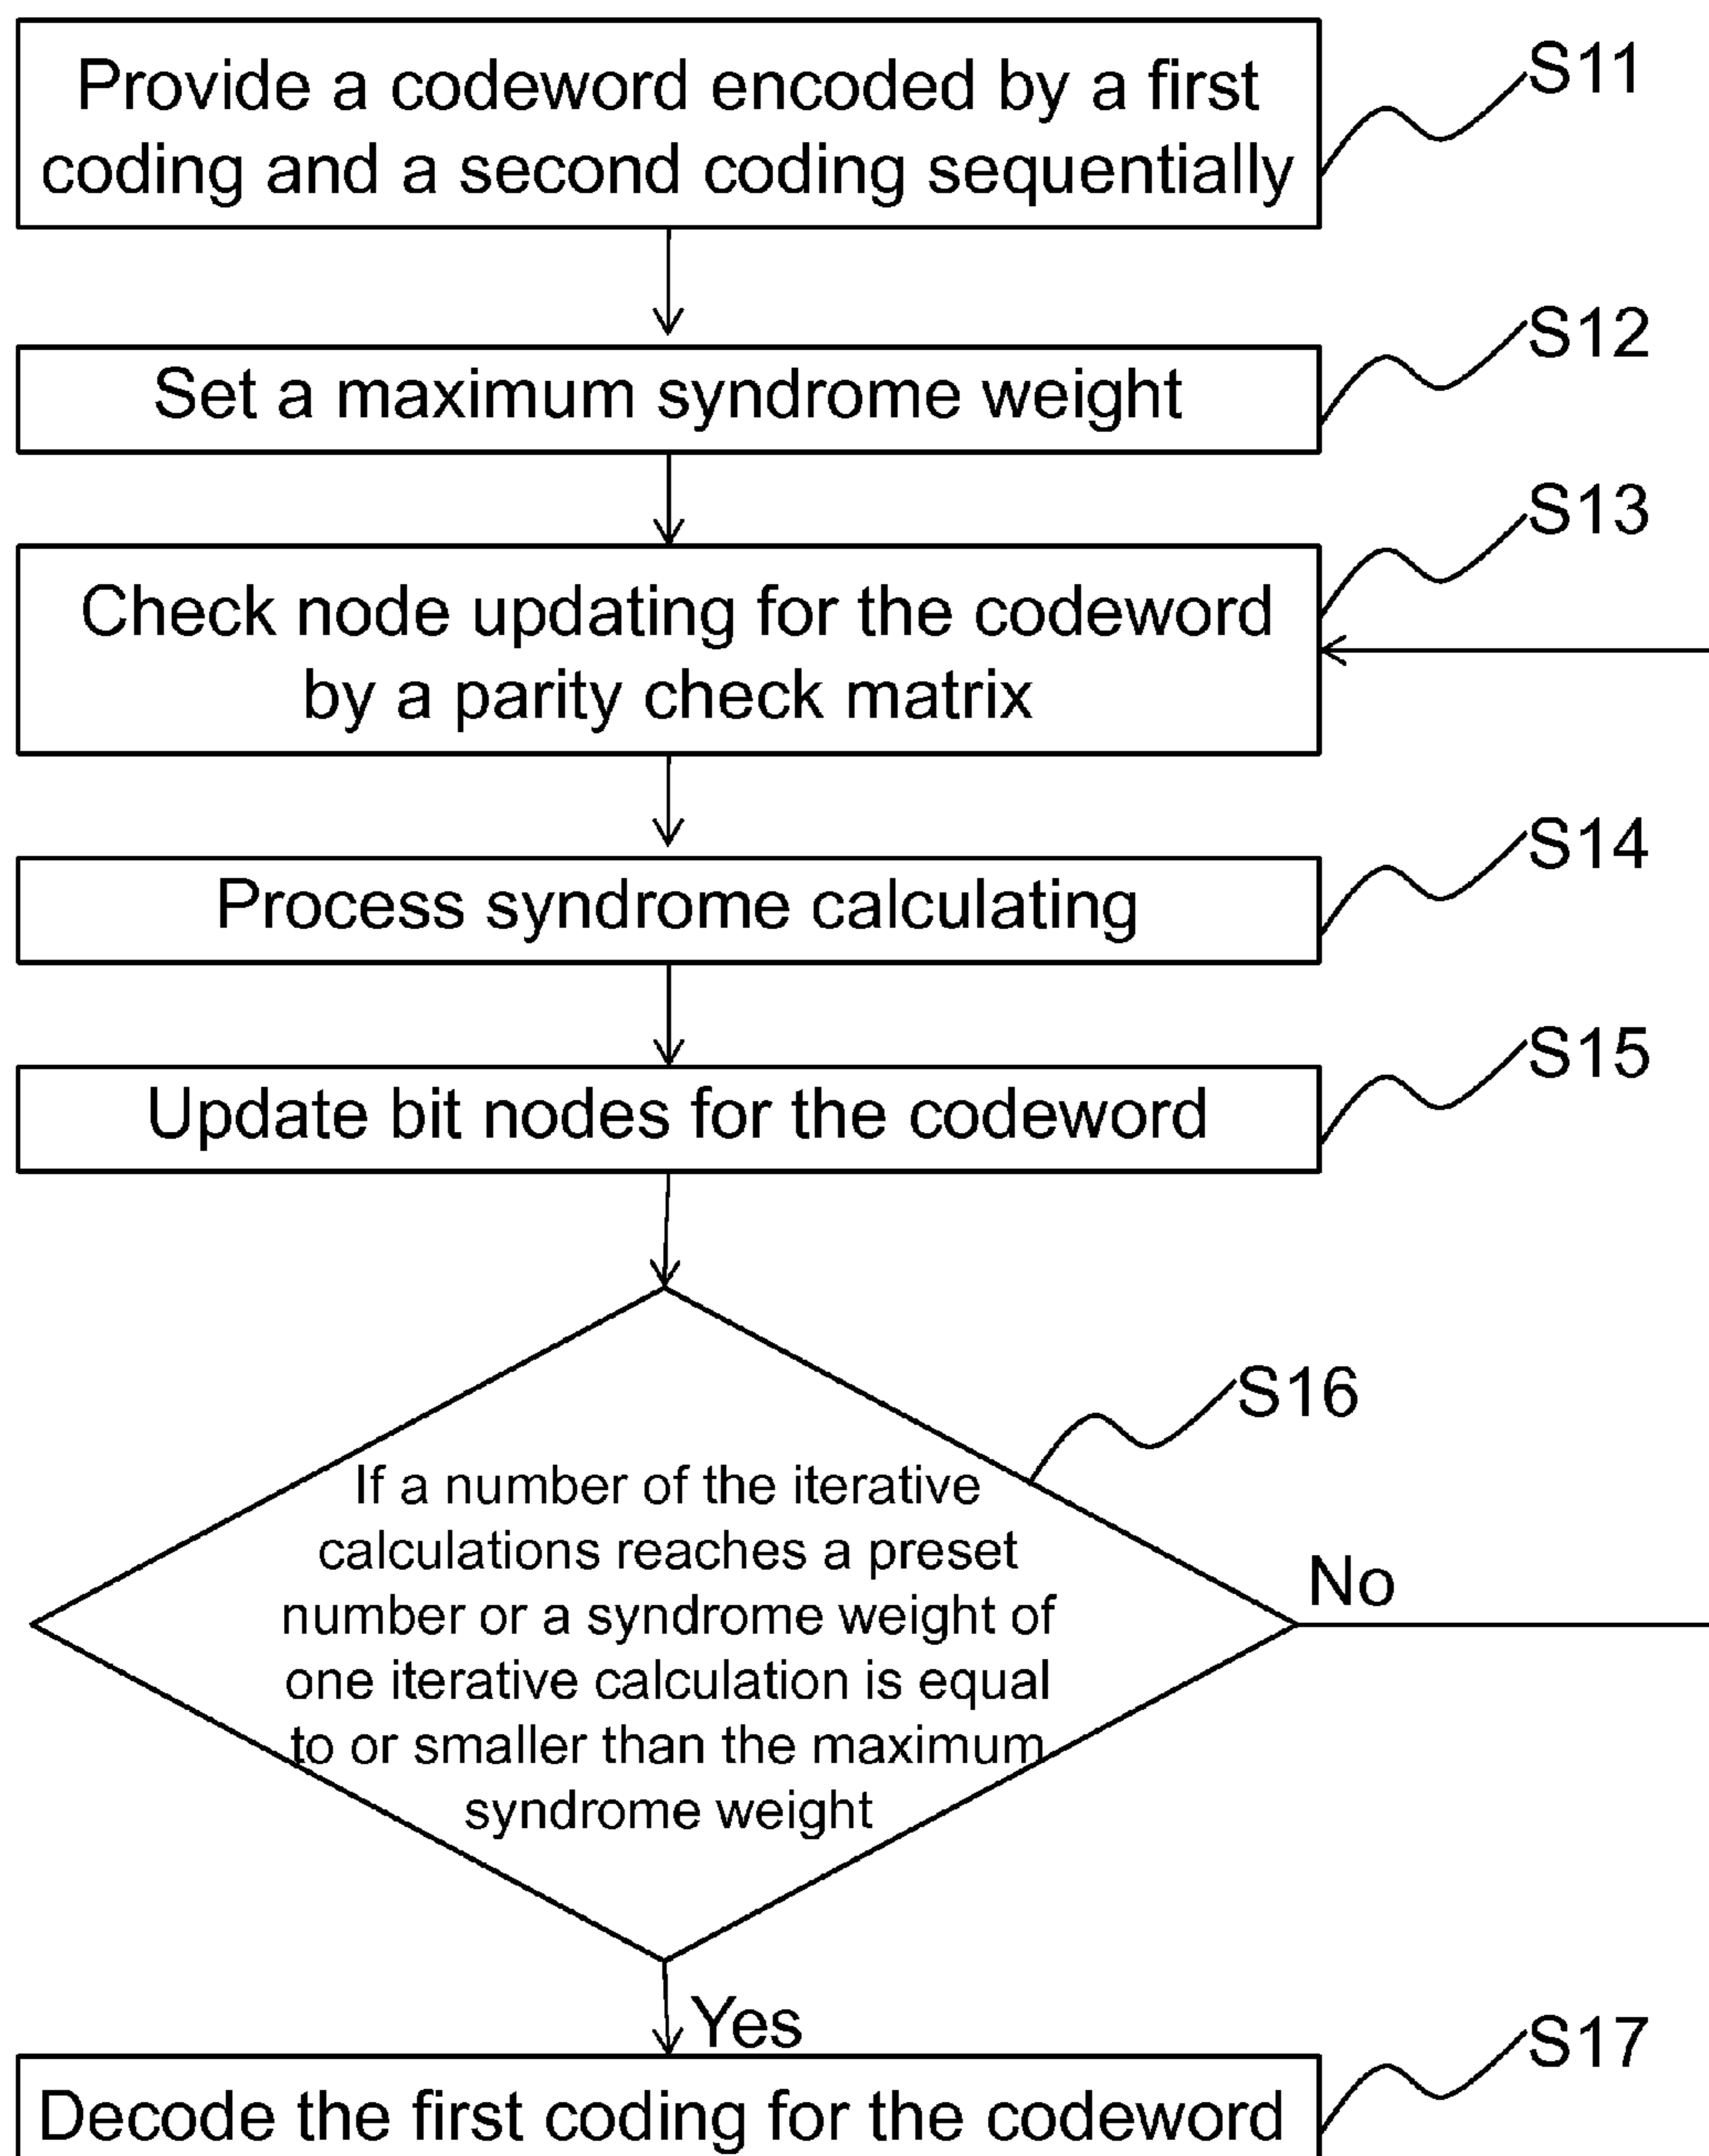 Provide a codeword encoded by a first
coding and a second coding sequentially
S11
Set a maximum syndrome weight
S12
Check node updating for the codeword
by a parity check matrix
S13
Process syndrome calculating
S14
Update bit nodes for the codeword
S15
If a number of the iterative
calculations reaches a preset
number or a syndrome weight of
one iterative calculation is equal
to or smaller than the maximum
syndrome weight
S16
No
Yes
Decode the first coding for the codeword
S17